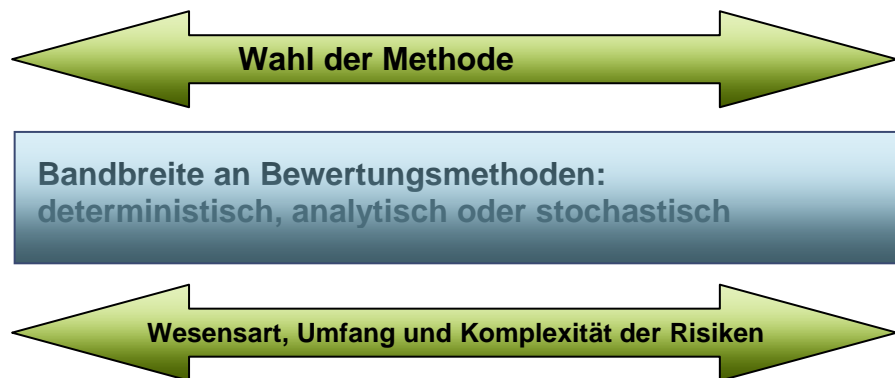 Wahl der Methode
Bandbreite an Bewertungsmethoden:
deterministisch, analytisch oder stochastisch
Wesensart, Umfang und Komplexität der Risiken